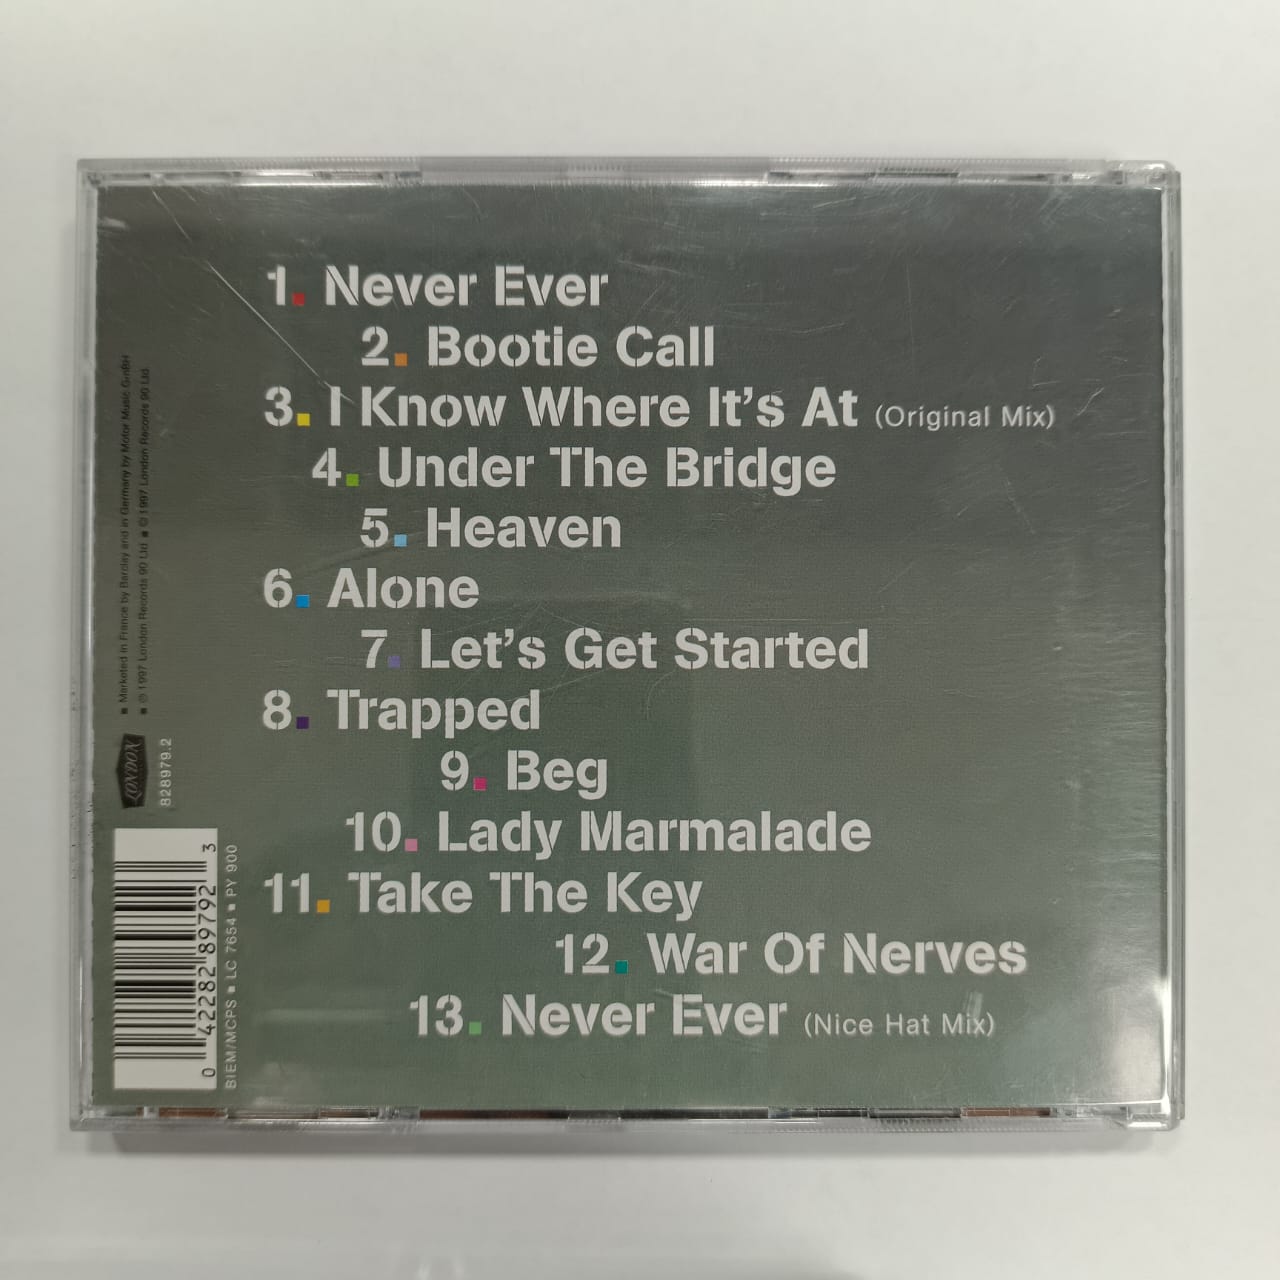 1. Never Ever
2. Bootie Call
3. I Know Where It's At (Original Mix)
4. Under The Bridge
5. Heaven
6. Alone
7. Let's Get Started
8. Trapped
9. Beg
10. Lady Marmalade
11. Take The Key
12. War Of Nerves
13. Never Ever (Nice Hat Mix)
■ Marketed in France by Barclay and in Germany by Motor Music GmbH
■ ℗ 1997 London Records 90 Ltd. ■ © 1997 London Records 90 Ltd.
LONDON
828979.2
0 42282 89792 3
BIEM/MCPS ■ LC 7654 ■ PY 900